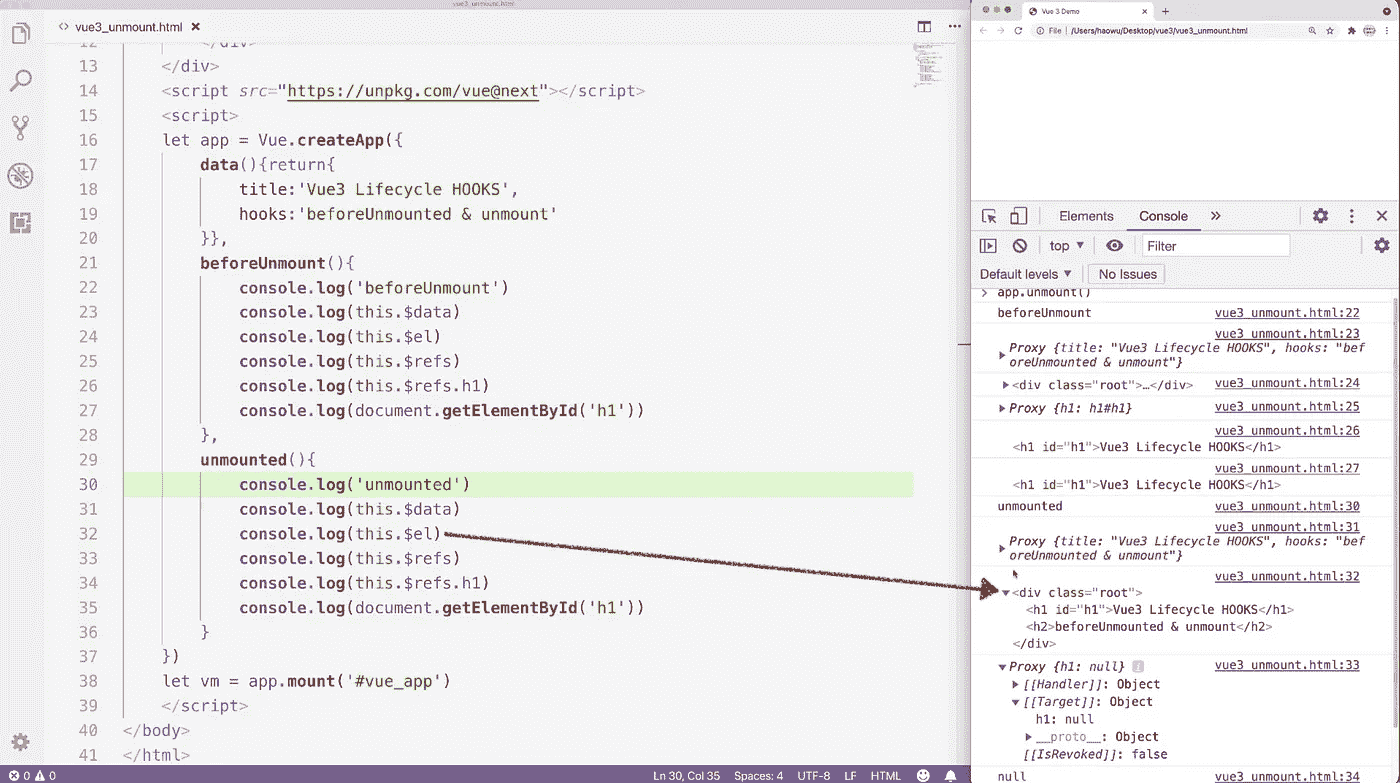 vue3_unmount.html
vue3_unmount.html
12 </div>
13 </div>
14 <script src="https://unpkg.com/vue@next"></script>
15 <script>
16 let app = Vue.createApp({
17 data(){return{
18 title:'Vue3 Lifecycle HOOKS',
19 hooks:'beforeUnmounted & unmount'
20 }},
21 beforeUnmount(){
22 console.log('beforeUnmount')
23 console.log(this.$data)
24 console.log(this.$el)
25 console.log(this.$refs)
26 console.log(this.$refs.h1)
27 console.log(document.getElementById('h1'))
28 },
29 unmounted(){
30 console.log('unmounted')
31 console.log(this.$data)
32 console.log(this.$el)
33 console.log(this.$refs)
34 console.log(this.$refs.h1)
35 console.log(document.getElementById('h1'))
36 }
37 })
38 let vm = app.mount('#vue_app')
39 </script>
40 </body>
41 </html>
0 0 Ln 30, Col 35 Spaces: 4 UTF-8 LF HTML
Vue 3 Demo
File /Users/haowu/Desktop/vue3/vue3_unmount.html
Elements Console
top Filter
Default levels No Issues
app.unmount()
beforeUnmount vue3_unmount.html:22
vue3_unmount.html:23
Proxy {title: "Vue3 Lifecycle HOOKS", hooks: "bef
oreUnmounted & unmount"}
<div class="root">…</div> vue3_unmount.html:24
Proxy {h1: h1#h1} vue3_unmount.html:25
vue3_unmount.html:26
<h1 id="h1">Vue3 Lifecycle HOOKS</h1>
vue3_unmount.html:27
<h1 id="h1">Vue3 Lifecycle HOOKS</h1>
unmounted vue3_unmount.html:30
vue3_unmount.html:31
Proxy {title: "Vue3 Lifecycle HOOKS", hooks: "bef
oreUnmounted & unmount"}
vue3_unmount.html:32
<div class="root">
<h1 id="h1">Vue3 Lifecycle HOOKS</h1>
<h2>beforeUnmounted & unmount</h2>
</div>
Proxy {h1: null} vue3_unmount.html:33
[[Handler]]: Object
[[Target]]: Object
h1: null
__proto__: Object
[[IsRevoked]]: false
null vue3_unmount.html:34